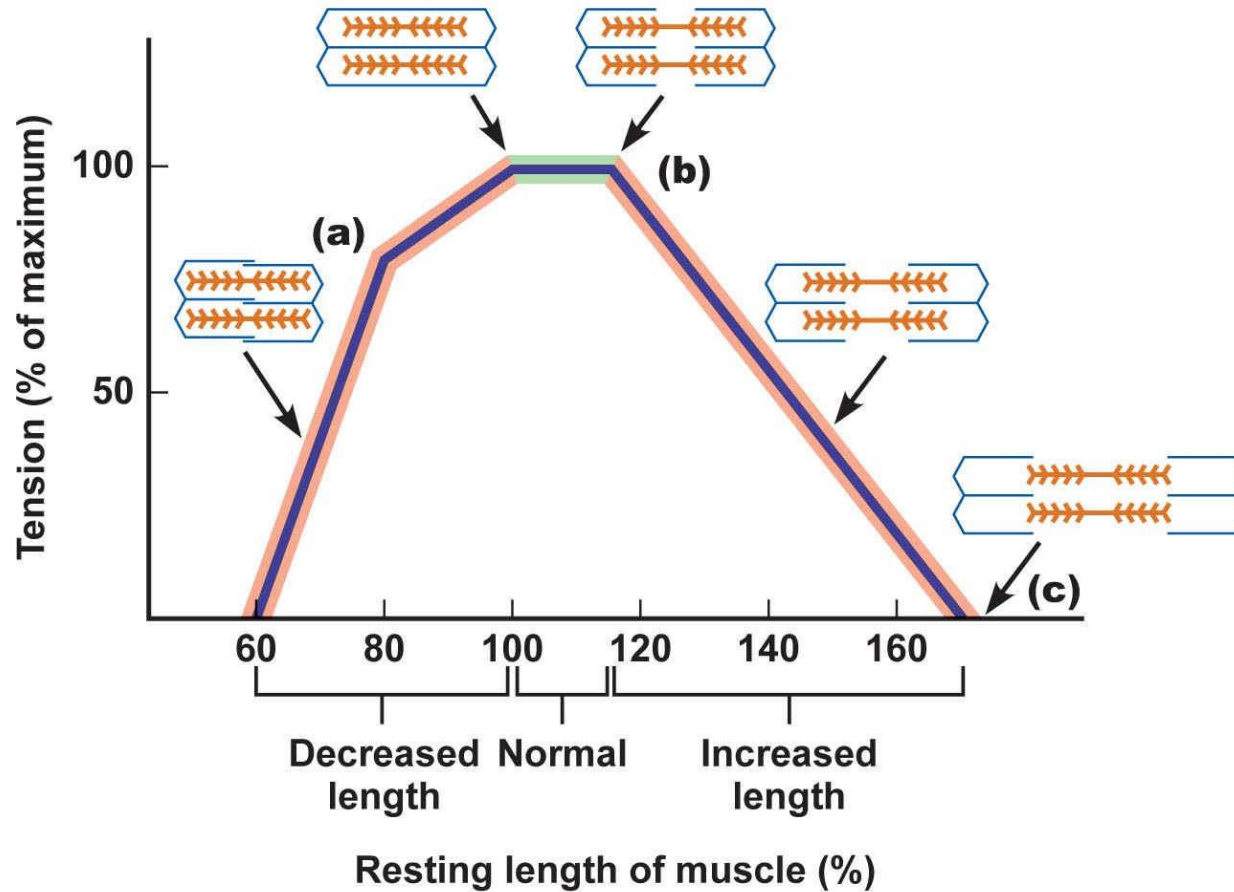 Tension (% of maximum)
100
50
(a)
(b)
(c)
60 80 100 120 140 160
Decreased length
Normal
Increased length
Resting length of muscle (%)